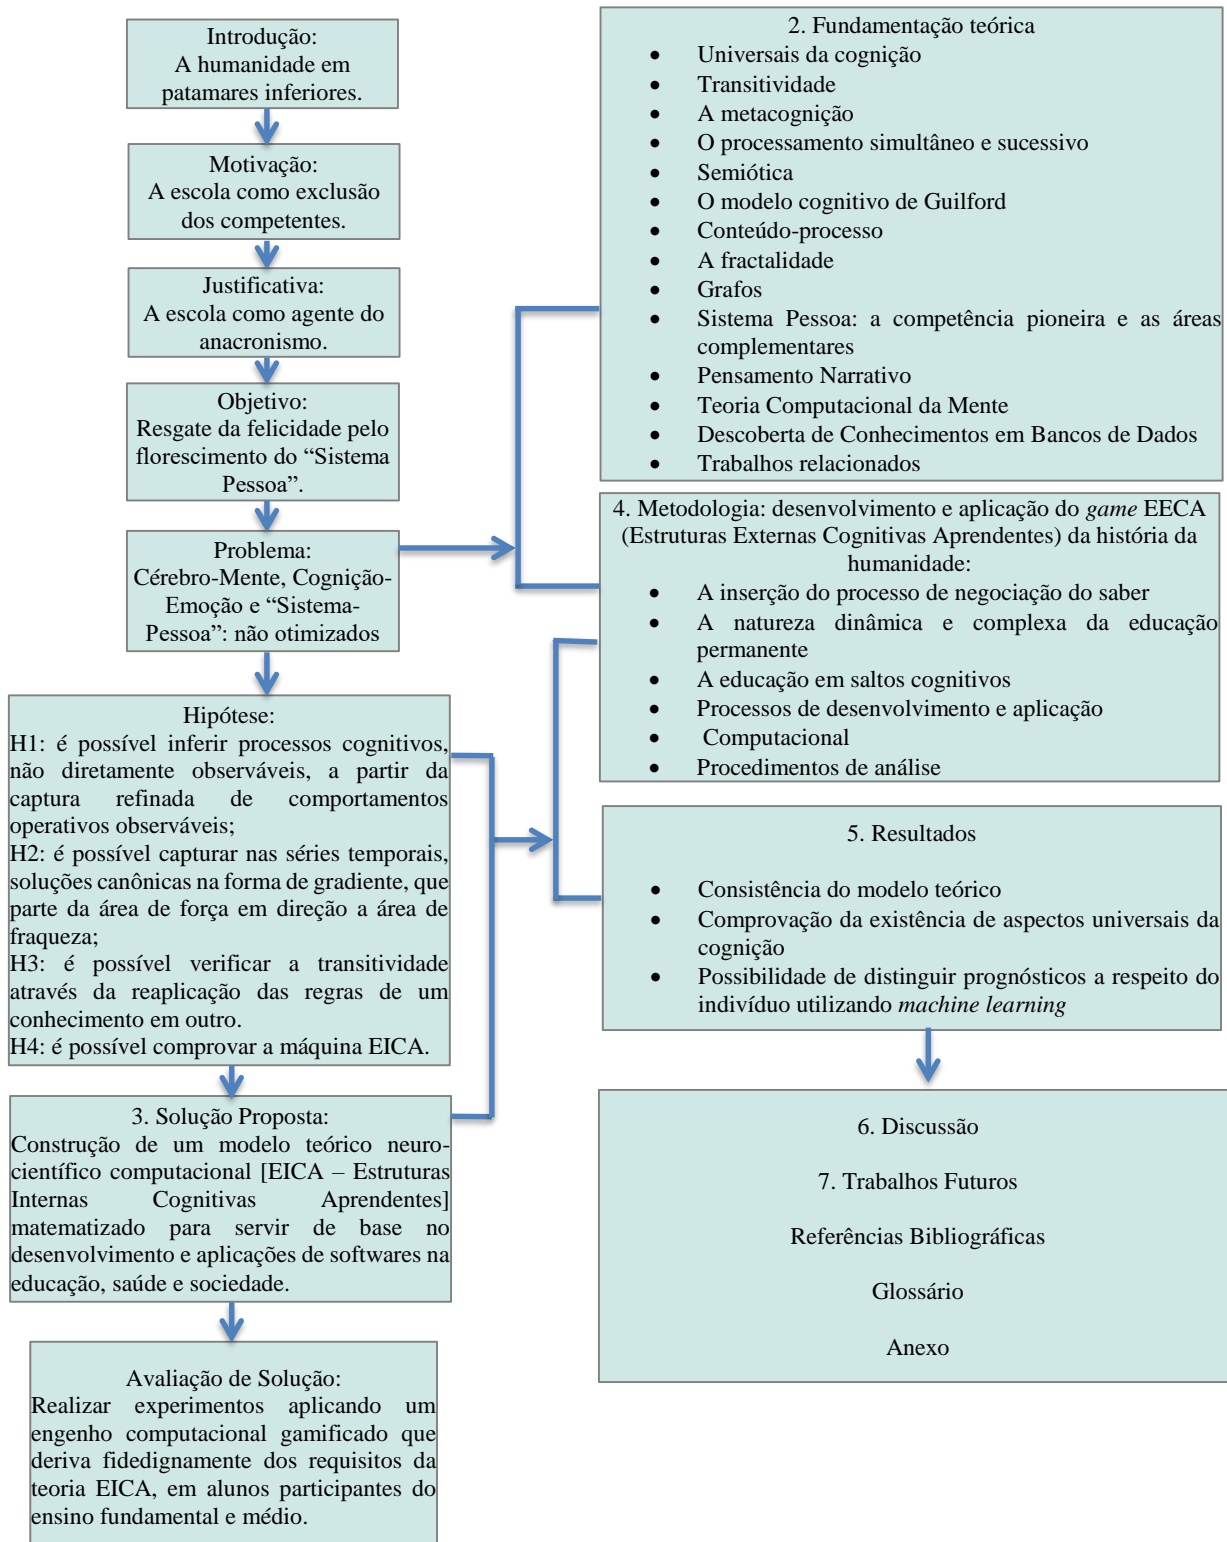 Introdução:
A humanidade em
patamares inferiores.
Motivação:
A escola como exclusão
dos competentes.
Justificativa:
A escola como agente do
anacronismo.
Objetivo:
Resgate da felicidade pelo
florescimento do “Sistema
Pessoa”.
Problema:
Cérebro-Mente, Cognição-
Emoção e “Sistema-
Pessoa”: não otimizados
Hipótese:
H1: é possível inferir processos cognitivos,
não diretamente observáveis, a partir da
captura refinada de comportamentos
operativos observáveis;
H2: é possível capturar nas séries temporais,
soluções canônicas na forma de gradiente, que
parte da área de força em direção a área de
fraqueza;
H3: é possível verificar a transitividade
através da reaplicação das regras de um
conhecimento em outro.
H4: é possível comprovar a máquina EICA.
3. Solução Proposta:
Construção de um modelo teórico neuro-
científico computacional [EICA – Estruturas
Internas Cognitivas Aprendentes]
matematizado para servir de base no
desenvolvimento e aplicações de softwares na
educação, saúde e sociedade.
Avaliação de Solução:
Realizar experimentos aplicando um
engenho computacional gamificado que
deriva fidedignamente dos requisitos da
teoria EICA, em alunos participantes do
ensino fundamental e médio.
2. Fundamentação teórica
• Universais da cognição
• Transitividade
• A metacognição
• O processamento simultâneo e sucessivo
• Semiótica
• O modelo cognitivo de Guilford
• Conteúdo-processo
• A fractalidade
• Grafos
• Sistema Pessoa: a competência pioneira e as áreas
complementares
• Pensamento Narrativo
• Teoria Computacional da Mente
• Descoberta de Conhecimentos em Bancos de Dados
• Trabalhos relacionados
4. Metodologia: desenvolvimento e aplicação do game EECA
(Estruturas Externas Cognitivas Aprendentes) da história da
humanidade:
• A inserção do processo de negociação do saber
• A natureza dinâmica e complexa da educação
permanente
• A educação em saltos cognitivos
• Processos de desenvolvimento e aplicação
• Computacional
• Procedimentos de análise
5. Resultados
• Consistência do modelo teórico
• Comprovação da existência de aspectos universais da
cognição
• Possibilidade de distinguir prognósticos a respeito do
indivíduo utilizando machine learning
6. Discussão
7. Trabalhos Futuros
Referências Bibliográficas
Glossário
Anexo